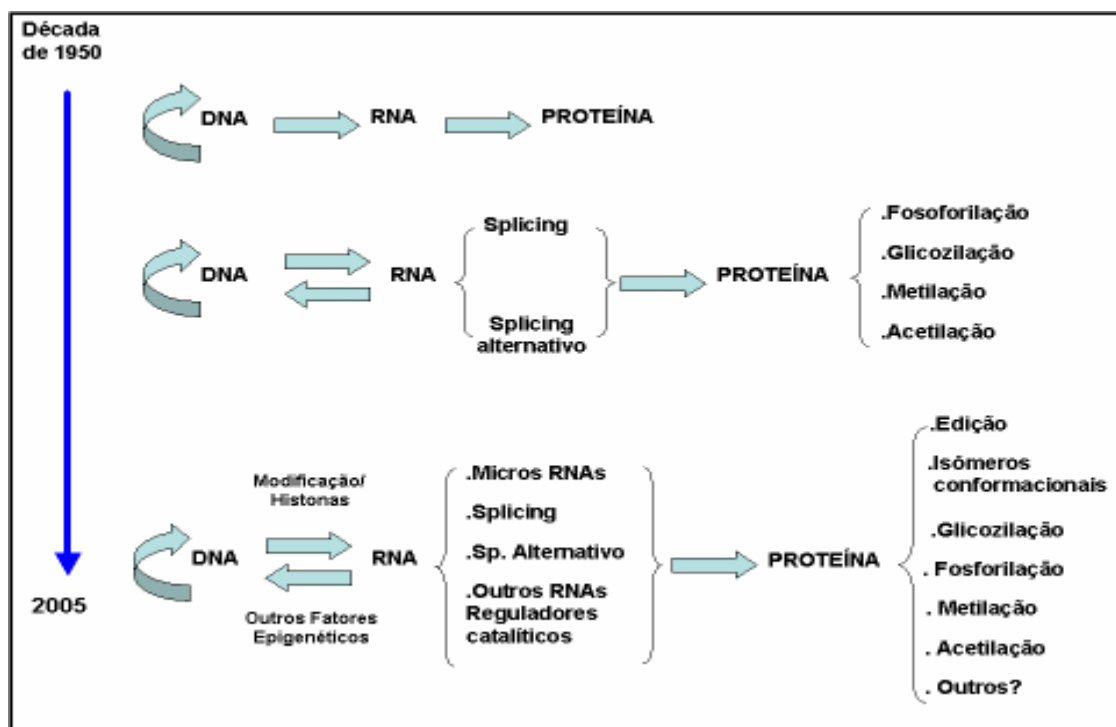 Década
de 1950
DNA
RNA
PROTEÍNA
DNA
RNA
Splicing
Splicing
alternativo
PROTEÍNA
.Fosoforilação
.Glicozilação
.Metilação
.Acetilação
2005
DNA
Modificação/
Histonas
Outros Fatores
Epigenéticos
RNA
.Micros RNAs
.Splicing
.Sp. Alternativo
.Outros RNAs
Reguladores
catalíticos
PROTEÍNA
.Edição
.Isômeros
conformacionais
.Glicozilação
. Fosforilação
. Metilação
. Acetilação
. Outros?